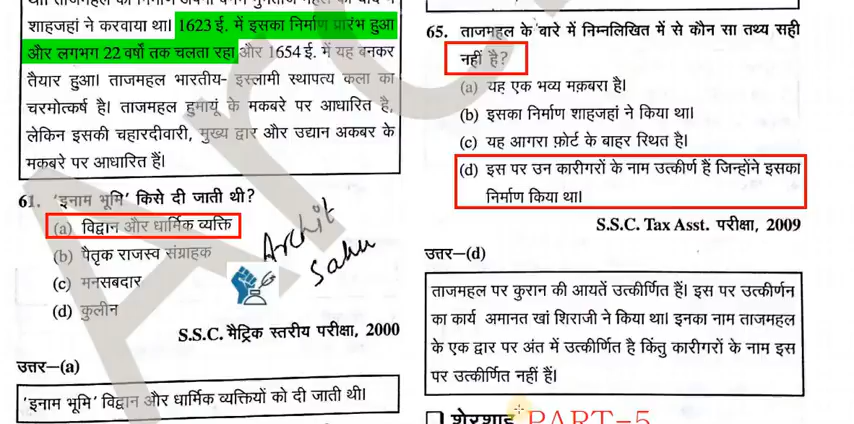 शाहजहां ने करवाया था। 1623 ई. में इसका निर्माण प्रारंभ हुआ
और लगभग 22 वर्षो तक चलता रहा और 1654 ई. में यह बनकर
तैयार हुआ। ताजमहल भारतीय- इस्लामी स्थापत्य कला का
चरमोत्कर्ष है। ताजमहल हुमायूं के मकबरे पर आधारित है,
लेकिन इसकी चहारदीवारी, मुख्य द्वार और उद्यान अकबर के
मकबरे पर आधारित हैं।
61. 'इनाम भूमि' किसे दी जाती थी?
(a) विद्वान और धार्मिक व्यक्ति
(b) पैतृक राजस्व संग्राहक
(c) मनसबदार
(d) कुलीन
Archit
Sahu
S.S.C. मैट्रिक स्तरीय परीक्षा, 2000
उत्तर—(a)
'इनाम भूमि' विद्वान और धार्मिक व्यक्तियों को दी जाती थी।
65. ताजमहल के बारे में निम्नलिखित में से कौन सा तथ्य सही
नहीं है?
(a) यह एक भव्य मक़बरा है।
(b) इसका निर्माण शाहजहां ने किया था।
(c) यह आगरा फ़ोर्ट के बाहर स्थित है।
(d) इस पर उन कारीगरों के नाम उत्कीर्ण हैं जिन्होंने इसका
निर्माण किया था।
S.S.C. Tax Asst. परीक्षा, 2009
उत्तर—(d)
ताजमहल पर कुरान की आयतें उत्कीर्णित हैं। इस पर उत्कीर्णन
का कार्य अमानत खां शिराजी ने किया था। इनका नाम ताजमहल
के एक द्वार पर अंत में उत्कीर्णित है किंतु कारीगरों के नाम इस
पर उत्कीर्णित नहीं हैं।
शेरशाह PART-5